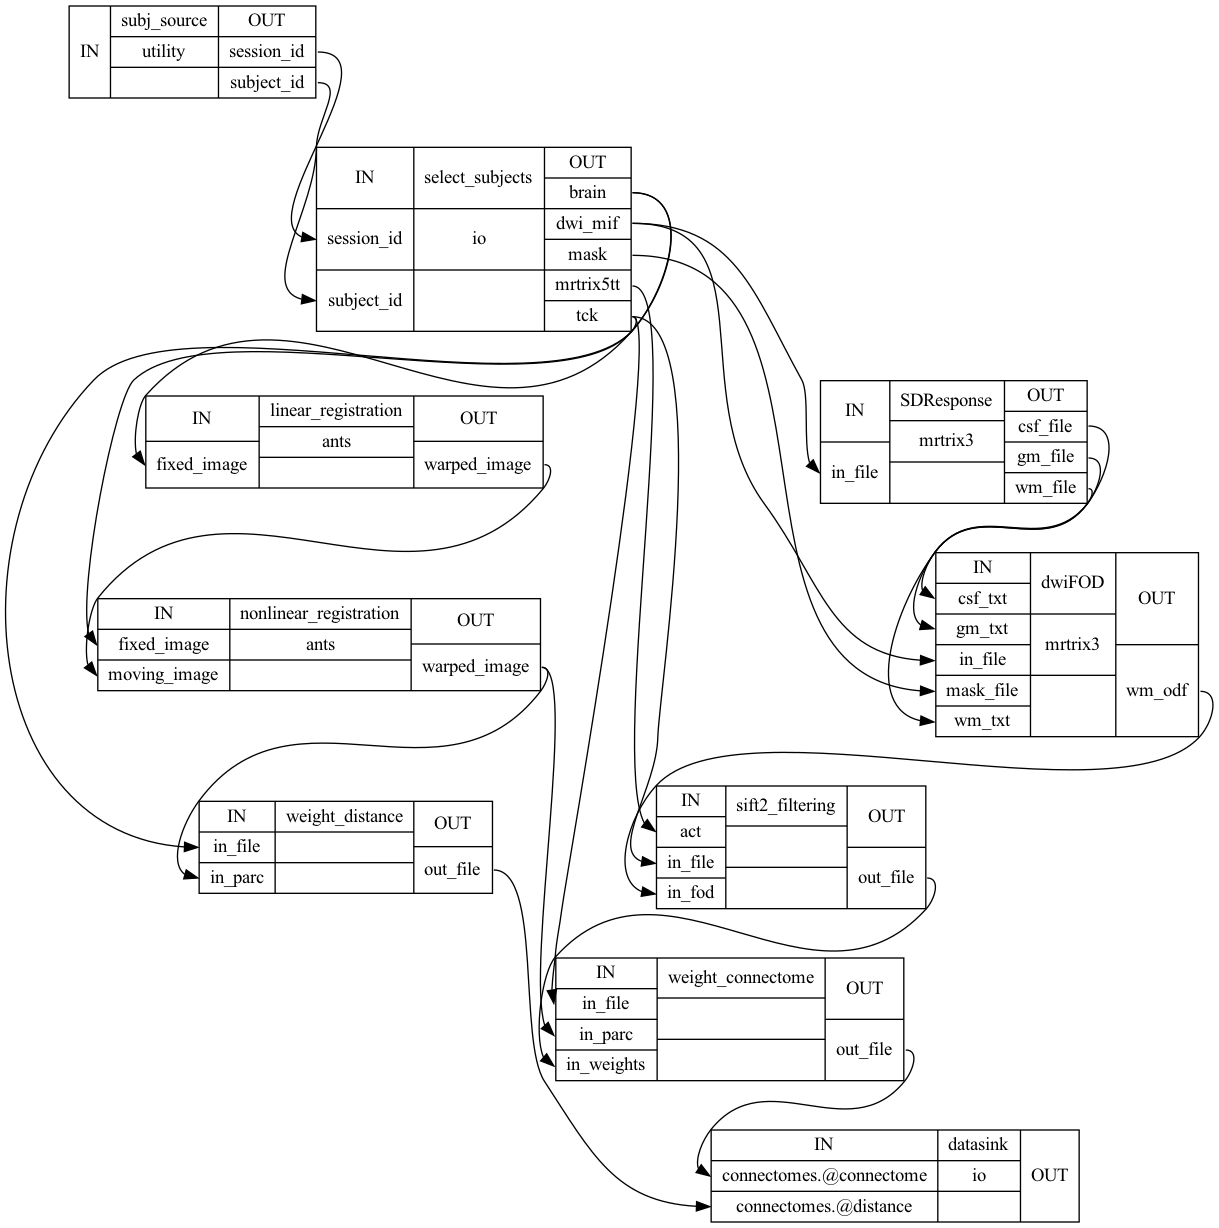 IN
subj_source
OUT
utility
session_id
subject_id
IN
select_subjects
OUT
brain
session_id
io
dwi_mif
mask
subject_id
mrtrix5tt
tck
IN
linear_registration
OUT
ants
fixed_image
warped_image
IN
SDResponse
OUT
csf_file
mrtrix3
gm_file
in_file
wm_file
IN
dwiFOD
OUT
csf_txt
gm_txt
mrtrix3
in_file
mask_file
wm_odf
wm_txt
IN
nonlinear_registration
OUT
fixed_image
ants
moving_image
warped_image
IN
weight_distance
OUT
in_file
in_parc
out_file
IN
sift2_filtering
OUT
act
in_file
in_fod
out_file
IN
weight_connectome
OUT
in_file
in_parc
out_file
in_weights
IN
datasink
OUT
connectomes.@connectome
io
connectomes.@distance